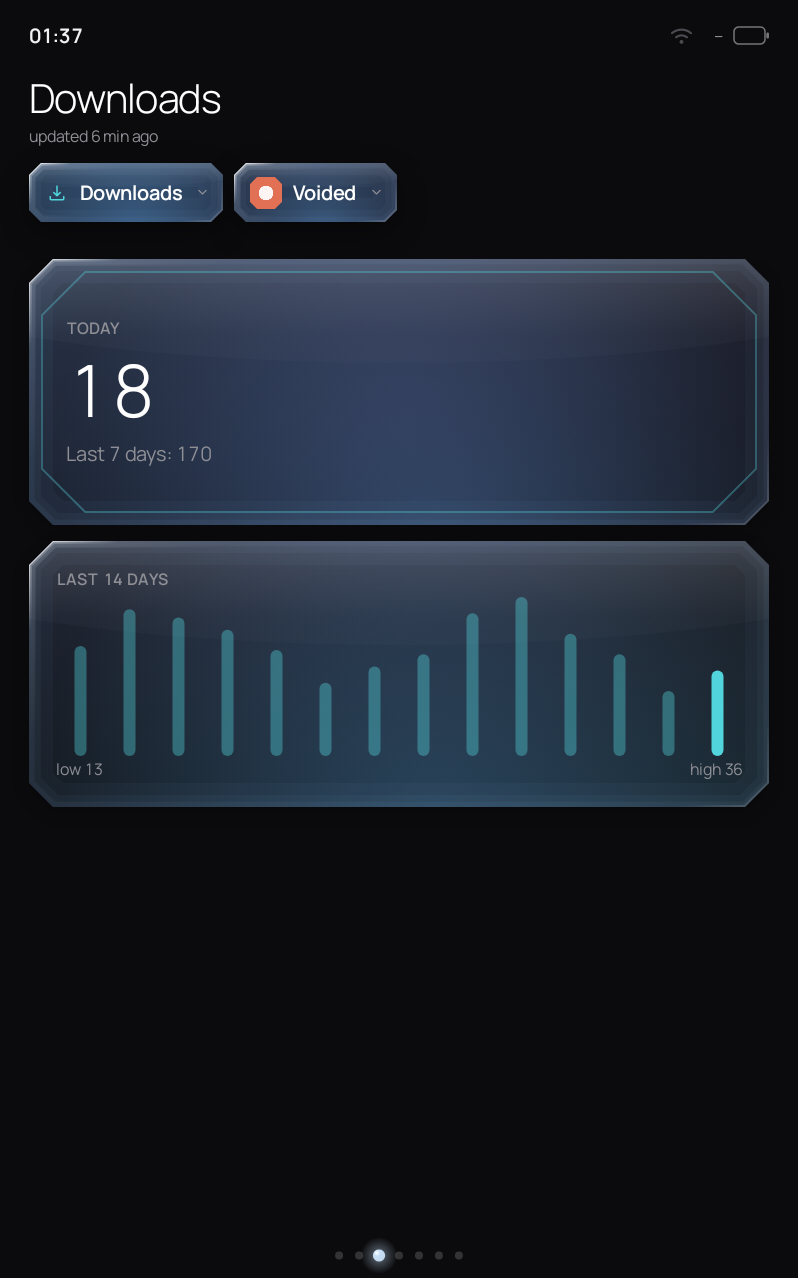 01:37
–
Downloads
updated 6 min ago
Downloads
Voided
TODAY
18
Last 7 days: 170
LAST 14 DAYS
low 13
high 36